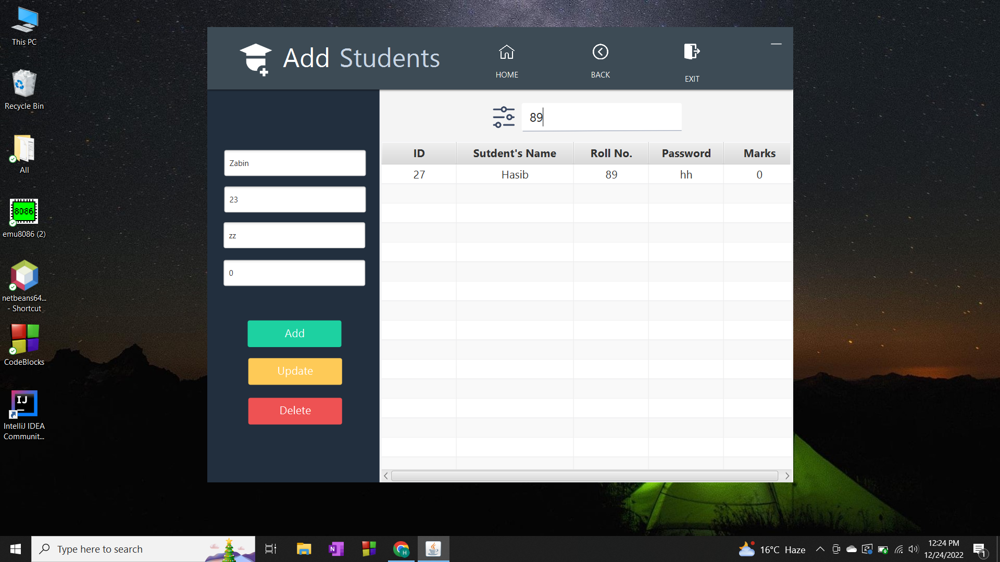 This PC
Recycle Bin
All
8086
emu8086 (2)
netbeans64...
- Shortcut
CodeBlocks
IJ
IntelliJ IDEA
Communit...
Add Students
HOME
BACK
EXIT
89
Zabin
23
zz
0
Add
Update
Delete
ID Sutdent's Name Roll No. Password Marks
27 Hasib 89 hh 0
Type here to search
N
H
16°C Haze
12:24 PM
12/24/2022
1